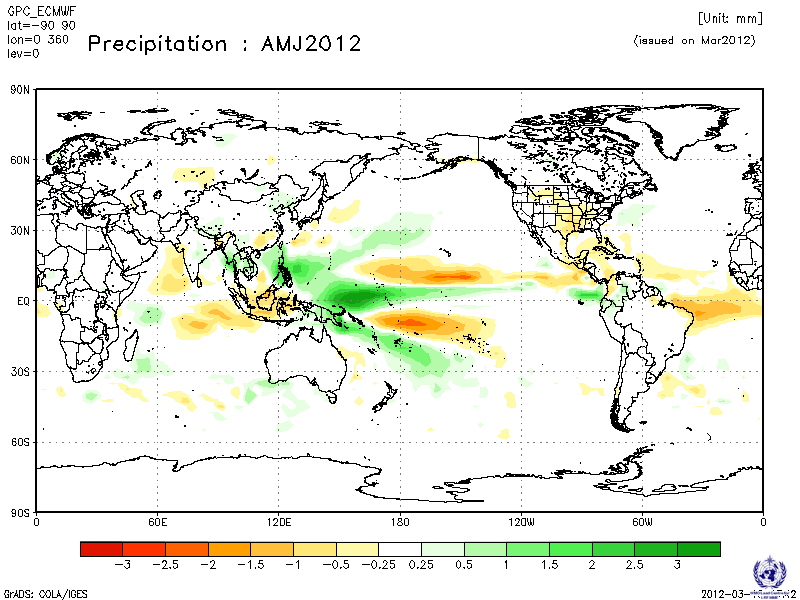 GPC_ECMWF
lat=-90 90
lon=0 360
lev=0
[Unit: mm]
Precipitation : AMJ2012
(issued on Mar2012)
90N
60N
30N
EQ
30S
60S
90S
0 60E 120E 180 120W 60W 0
-3 -2.5 -2 -1.5 -1 -0.5 -0.25 0.25 0.5 1 1.5 2 2.5 3
GrADS: COLA/IGES
2012-03-